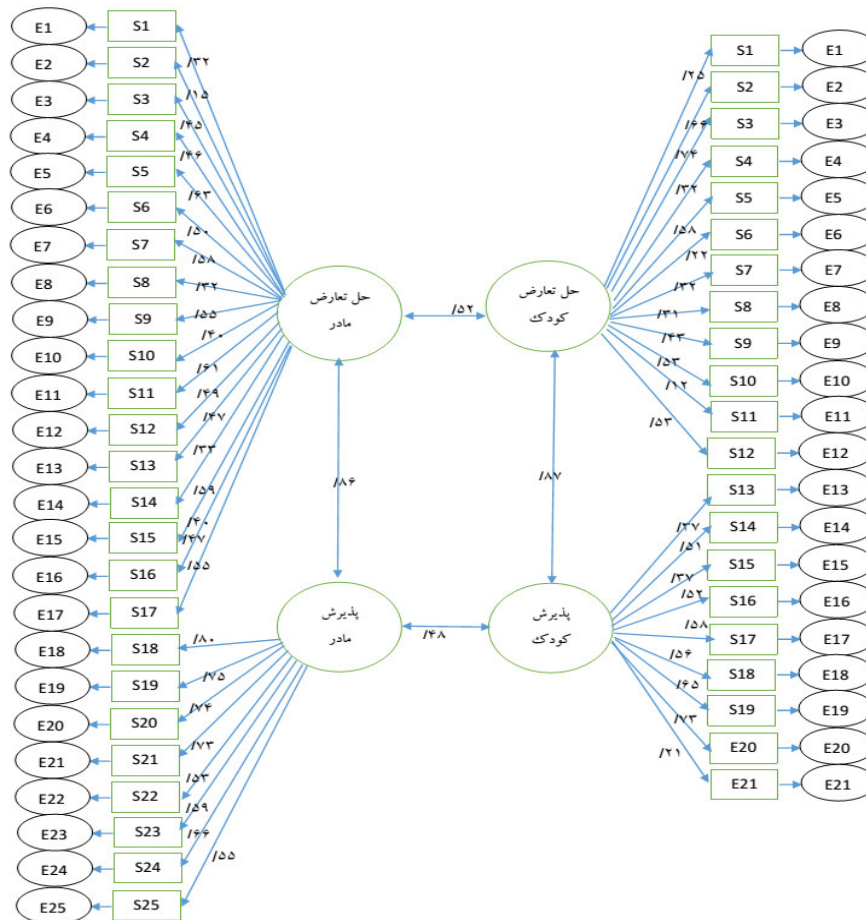 E1 S1
E2 S2
E3 S3
E4 S4
E5 S5
E6 S6
E7 S7
E8 S8
E9 S9
E10 S10
E11 S11
E12 S12
E13 S13
E14 S14
E15 S15
E16 S16
E17 S17
E18 S18
E19 S19
E20 S20
E21 S21
E22 S22
E23 S23
E24 S24
E25 S25
/۳۲
/۱۵
/۴۵
/۴۶
/۶۳
/۵۰
/۵۸
/۳۲
/۵۵
/۴۰
/۶۱
/۴۹
/۴۷
/۳۳
/۵۹
/۴۰
/۴۷
/۵۵
/۸۰
/۷۵
/۷۴
/۷۳
/۵۳
/۵۹
/۶۶
/۵۵
حل تعارض
مادر
/۵۲
حل تعارض
کودک
/۸۶
/۸۷
پذیرش
مادر
/۴۸
پذیرش
کودک
/۲۵
/۶۶
/۷۴
/۳۲
/۵۸
/۲۲
/۳۲
/۳۱
/۴۳
/۵۳
/۱۲
/۵۳
/۳۷
/۵۱
/۳۷
/۵۲
/۵۸
/۵۶
/۶۵
/۷۳
/۲۱
S1 E1
S2 E2
S3 E3
S4 E4
S5 E5
S6 E6
S7 E7
S8 E8
S9 E9
S10 E10
S11 E11
S12 E12
S13 E13
S14 E14
S15 E15
S16 E16
S17 E17
S18 E18
S19 E19
E20 E20
E21 E21